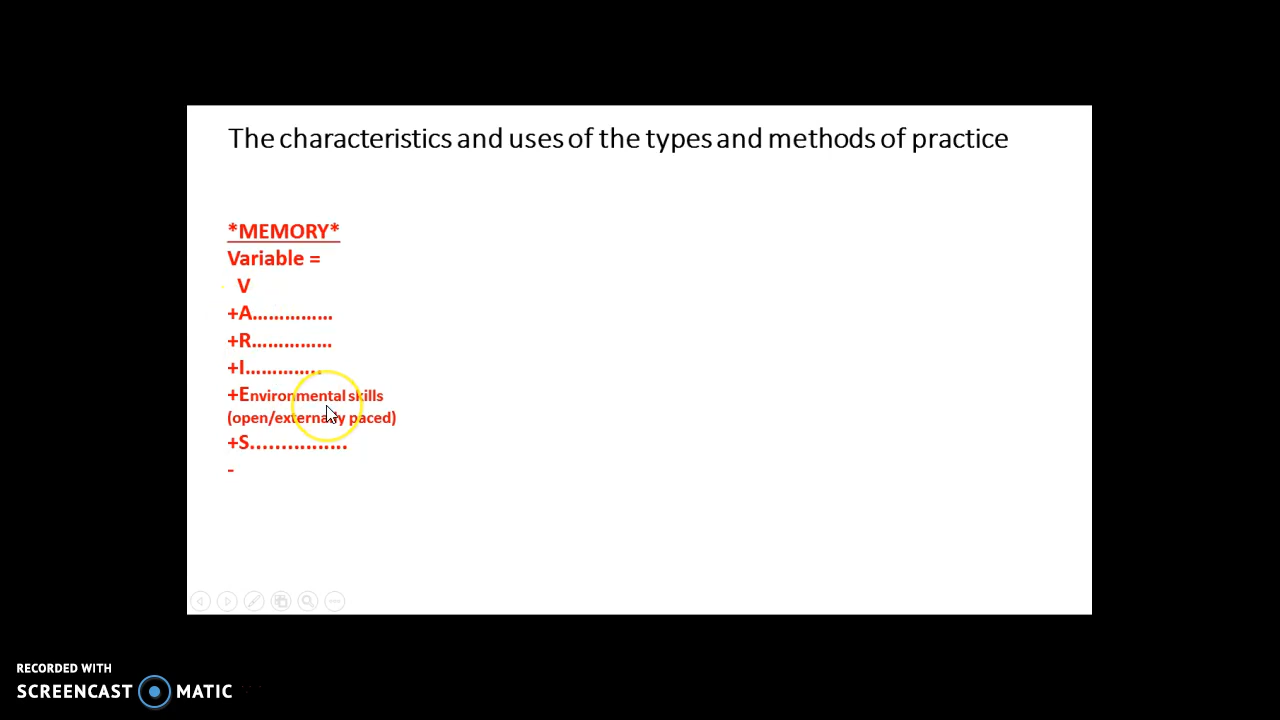 The characteristics and uses of the types and methods of practice
*MEMORY*
Variable =
V
+A...............
+R...............
+I..............
+Environmental skills
(open/externally paced)
+S................
-
RECORDED WITH
SCREENCAST MATIC